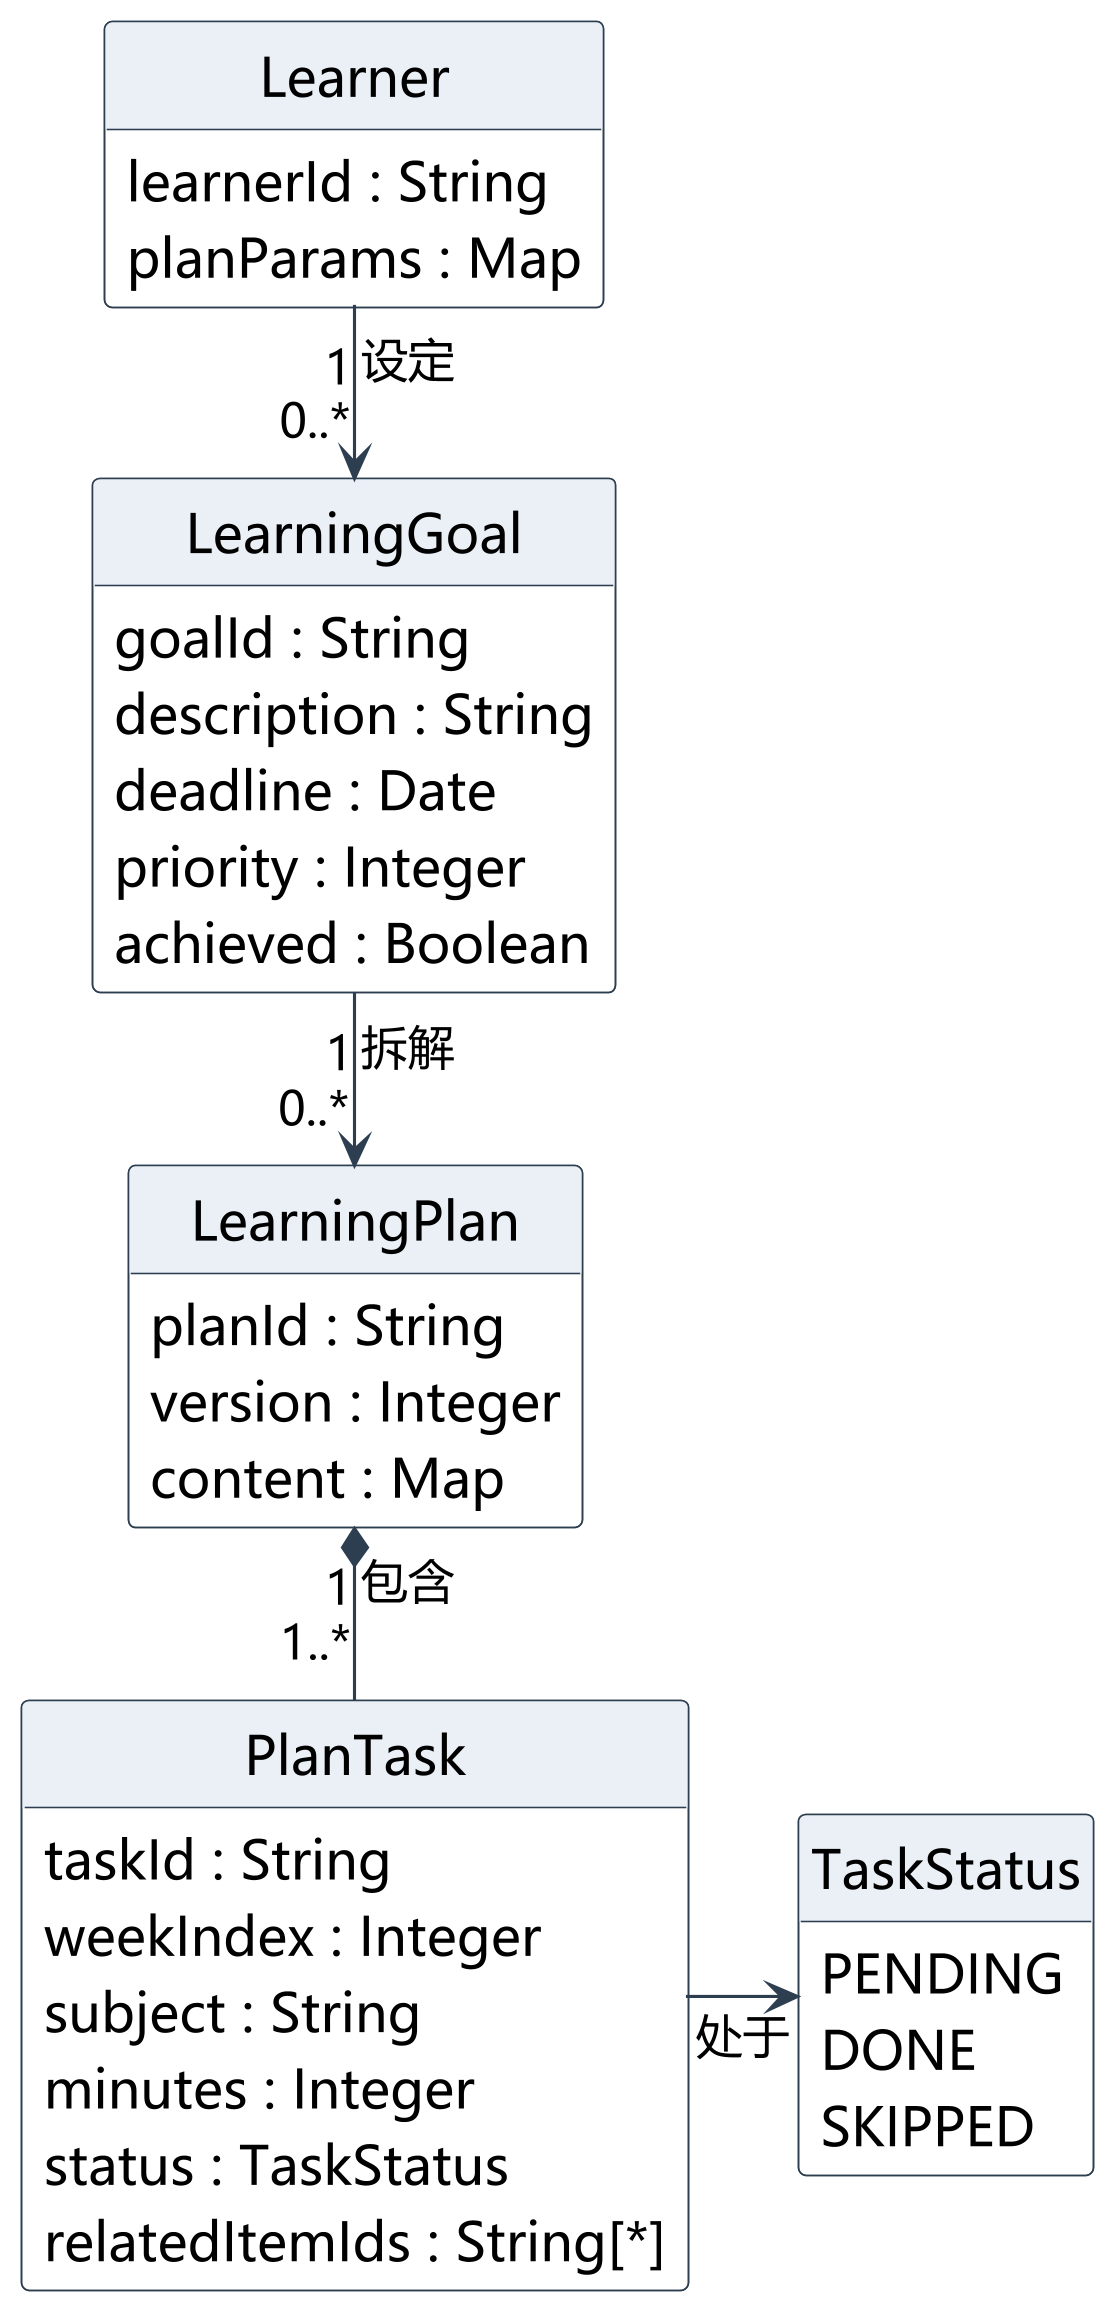 Learner
learnerId : String
planParams : Map
1 设定
0..*
LearningGoal
goalId : String
description : String
deadline : Date
priority : Integer
achieved : Boolean
1 拆解
0..*
LearningPlan
planId : String
version : Integer
content : Map
1 包含
1..*
PlanTask
taskId : String
weekIndex : Integer
subject : String
minutes : Integer
status : TaskStatus
relatedItemIds : String[*]
处于
TaskStatus
PENDING
DONE
SKIPPED